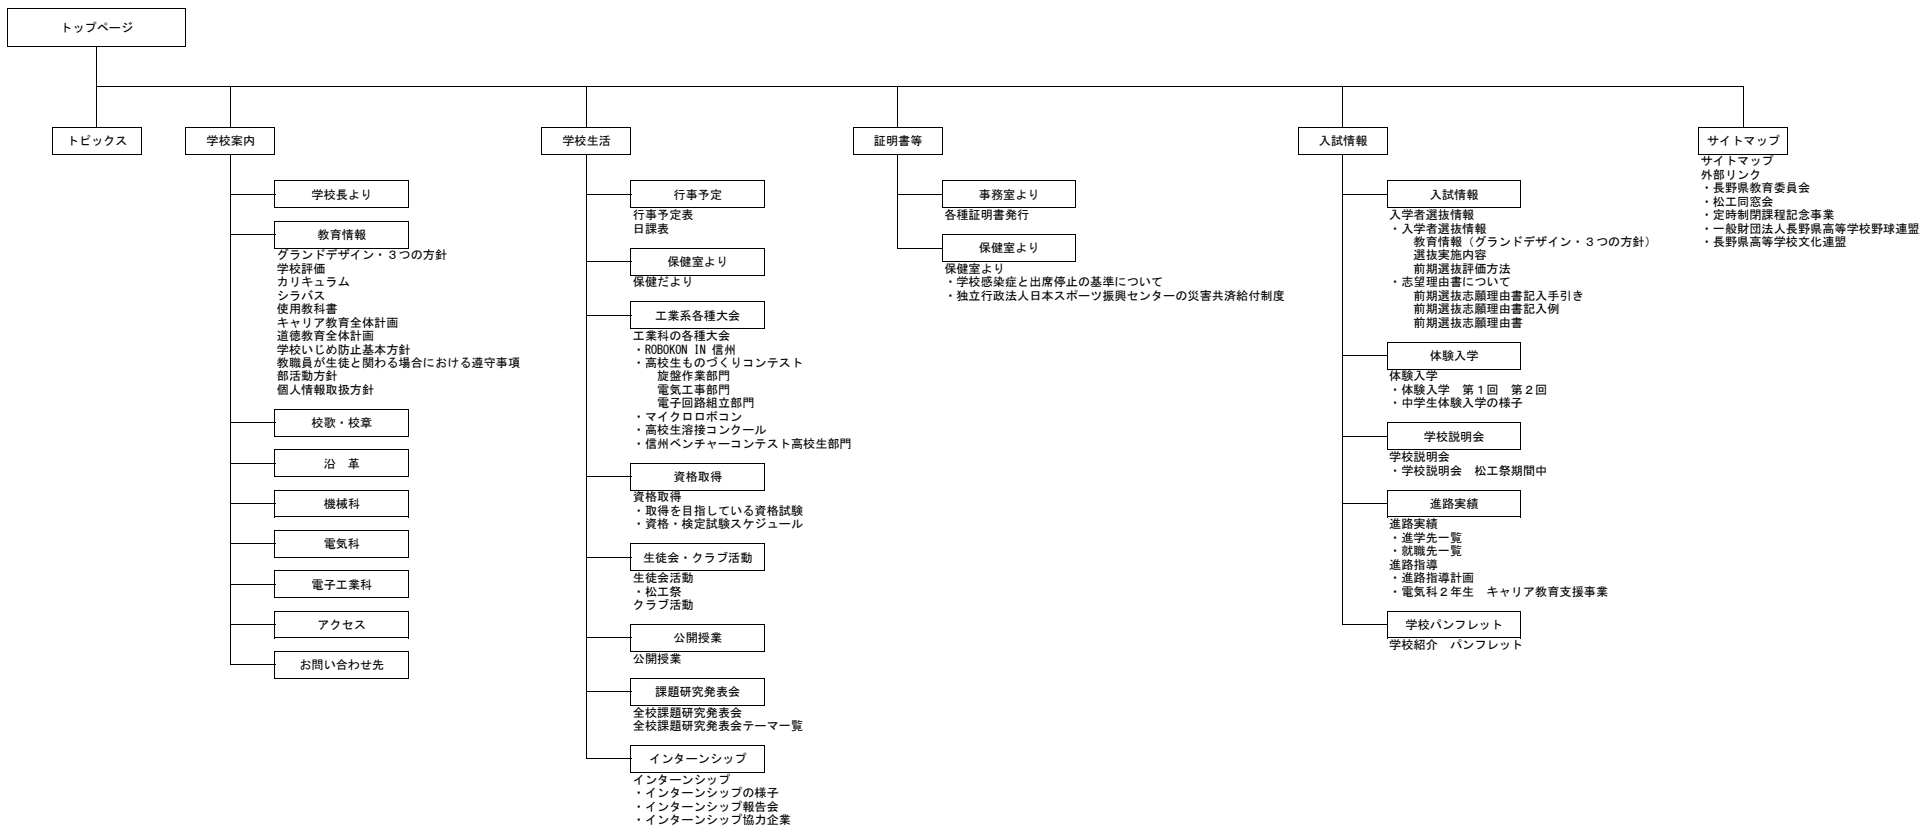 トップページ
トピックス
学校案内
学校長より
教育情報
グランドデザイン・３つの方針
学校評価
カリキュラム
シラバス
使用教科書
キャリア教育全体計画
道徳教育全体計画
学校いじめ防止基本方針
教職員が生徒と関わる場合における遵守事項
部活動方針
個人情報取扱方針
校歌・校章
沿　革
機械科
電気科
電子工業科
アクセス
お問い合わせ先
学校生活
行事予定
行事予定表
日課表
保健室より
保健だより
工業系各種大会
工業科の各種大会
・ROBOKON IN 信州
・高校生ものづくりコンテスト
旋盤作業部門
電気工事部門
電子回路組立部門
・マイクロロボコン
・高校生溶接コンクール
・信州ベンチャーコンテスト高校生部門
資格取得
資格取得
・取得を目指している資格試験
・資格・検定試験スケジュール
生徒会・クラブ活動
生徒会活動
・松工祭
クラブ活動
公開授業
公開授業
課題研究発表会
全校課題研究発表会
全校課題研究発表会テーマ一覧
インターンシップ
インターンシップ
・インターンシップの様子
・インターンシップ報告会
・インターンシップ協力企業
証明書等
事務室より
各種証明書発行
保健室より
保健室より
・学校感染症と出席停止の基準について
・独立行政法人日本スポーツ振興センターの災害共済給付制度
入試情報
入試情報
入学者選抜情報
・入学者選抜情報
教育情報（グランドデザイン・３つの方針）
選抜実施内容
前期選抜評価方法
・志望理由書について
前期選抜志願理由書記入手引き
前期選抜志願理由書記入例
前期選抜志願理由書
体験入学
体験入学
・体験入学　第１回　第２回
・中学生体験入学の様子
学校説明会
学校説明会
・学校説明会　松工祭期間中
進路実績
進路実績
・進学先一覧
・就職先一覧
進路指導
・進路指導計画
・電気科２年生　キャリア教育支援事業
学校パンフレット
学校紹介　パンフレット
サイトマップ
サイトマップ
外部リンク
・長野県教育委員会
・松工同窓会
・定時制閉課程記念事業
・一般財団法人長野県高等学校野球連盟
・長野県高等学校文化連盟